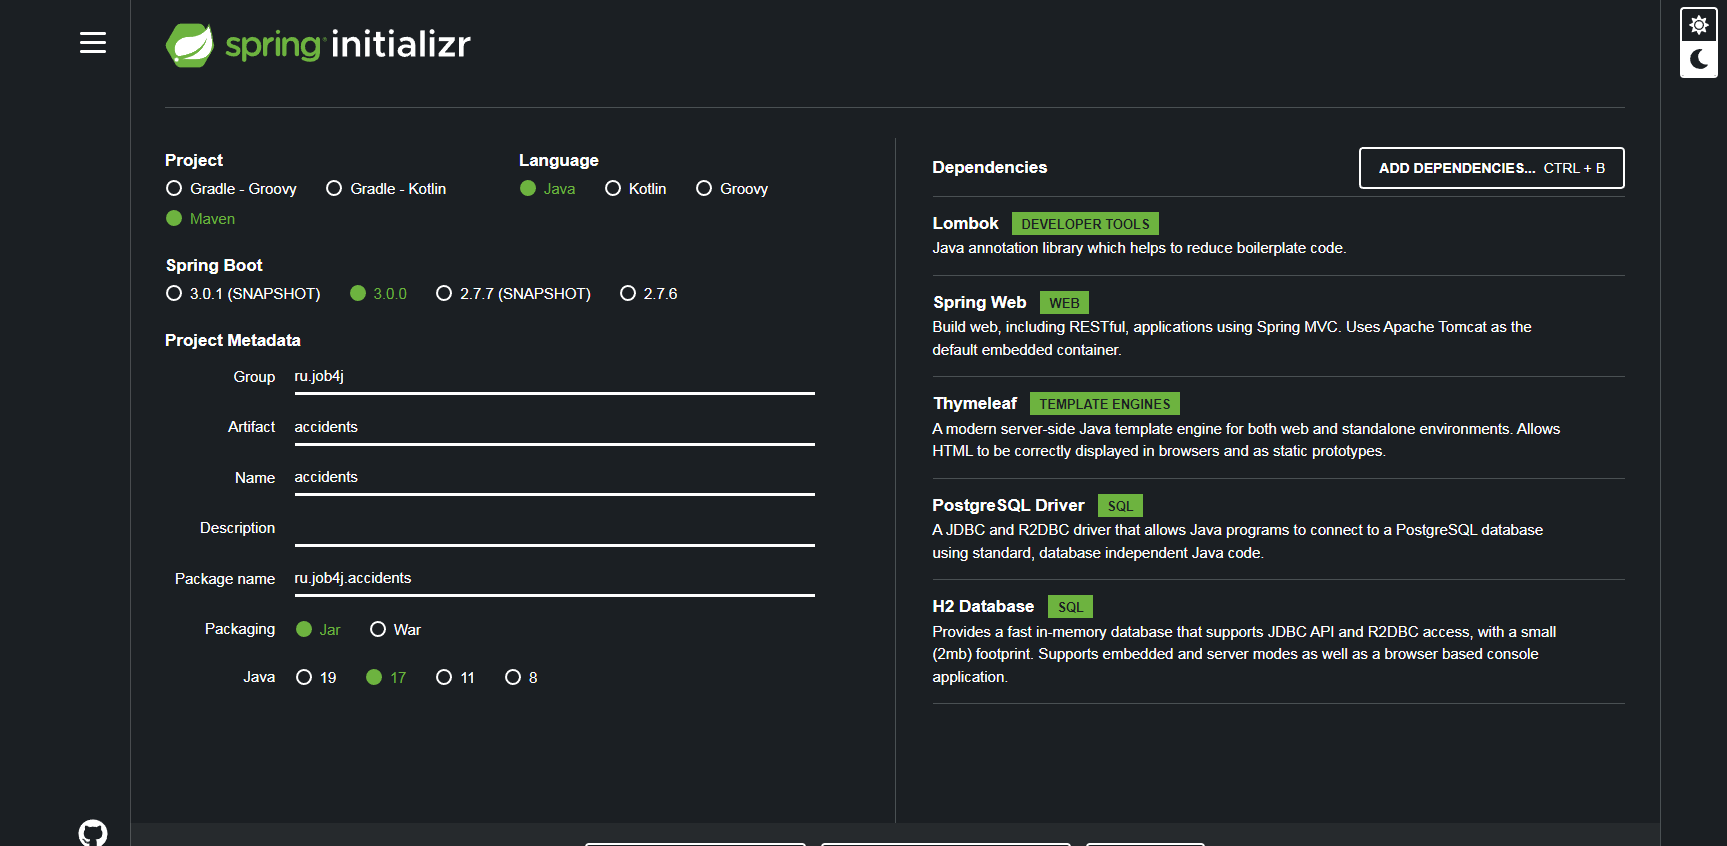 spring initializr
Project
Gradle - Groovy Gradle - Kotlin
Maven
Language
Java Kotlin Groovy
Spring Boot
3.0.1 (SNAPSHOT) 3.0.0 2.7.7 (SNAPSHOT) 2.7.6
Project Metadata
Group ru.job4j
Artifact accidents
Name accidents
Description
Package name ru.job4j.accidents
Packaging Jar War
Java 19 17 11 8
Dependencies
ADD DEPENDENCIES... CTRL + B
Lombok DEVELOPER TOOLS
Java annotation library which helps to reduce boilerplate code.
Spring Web WEB
Build web, including RESTful, applications using Spring MVC. Uses Apache Tomcat as the
default embedded container.
Thymeleaf TEMPLATE ENGINES
A modern server-side Java template engine for both web and standalone environments. Allows
HTML to be correctly displayed in browsers and as static prototypes.
PostgreSQL Driver SQL
A JDBC and R2DBC driver that allows Java programs to connect to a PostgreSQL database
using standard, database independent Java code.
H2 Database SQL
Provides a fast in-memory database that supports JDBC API and R2DBC access, with a small
(2mb) footprint. Supports embedded and server modes as well as a browser based console
application.